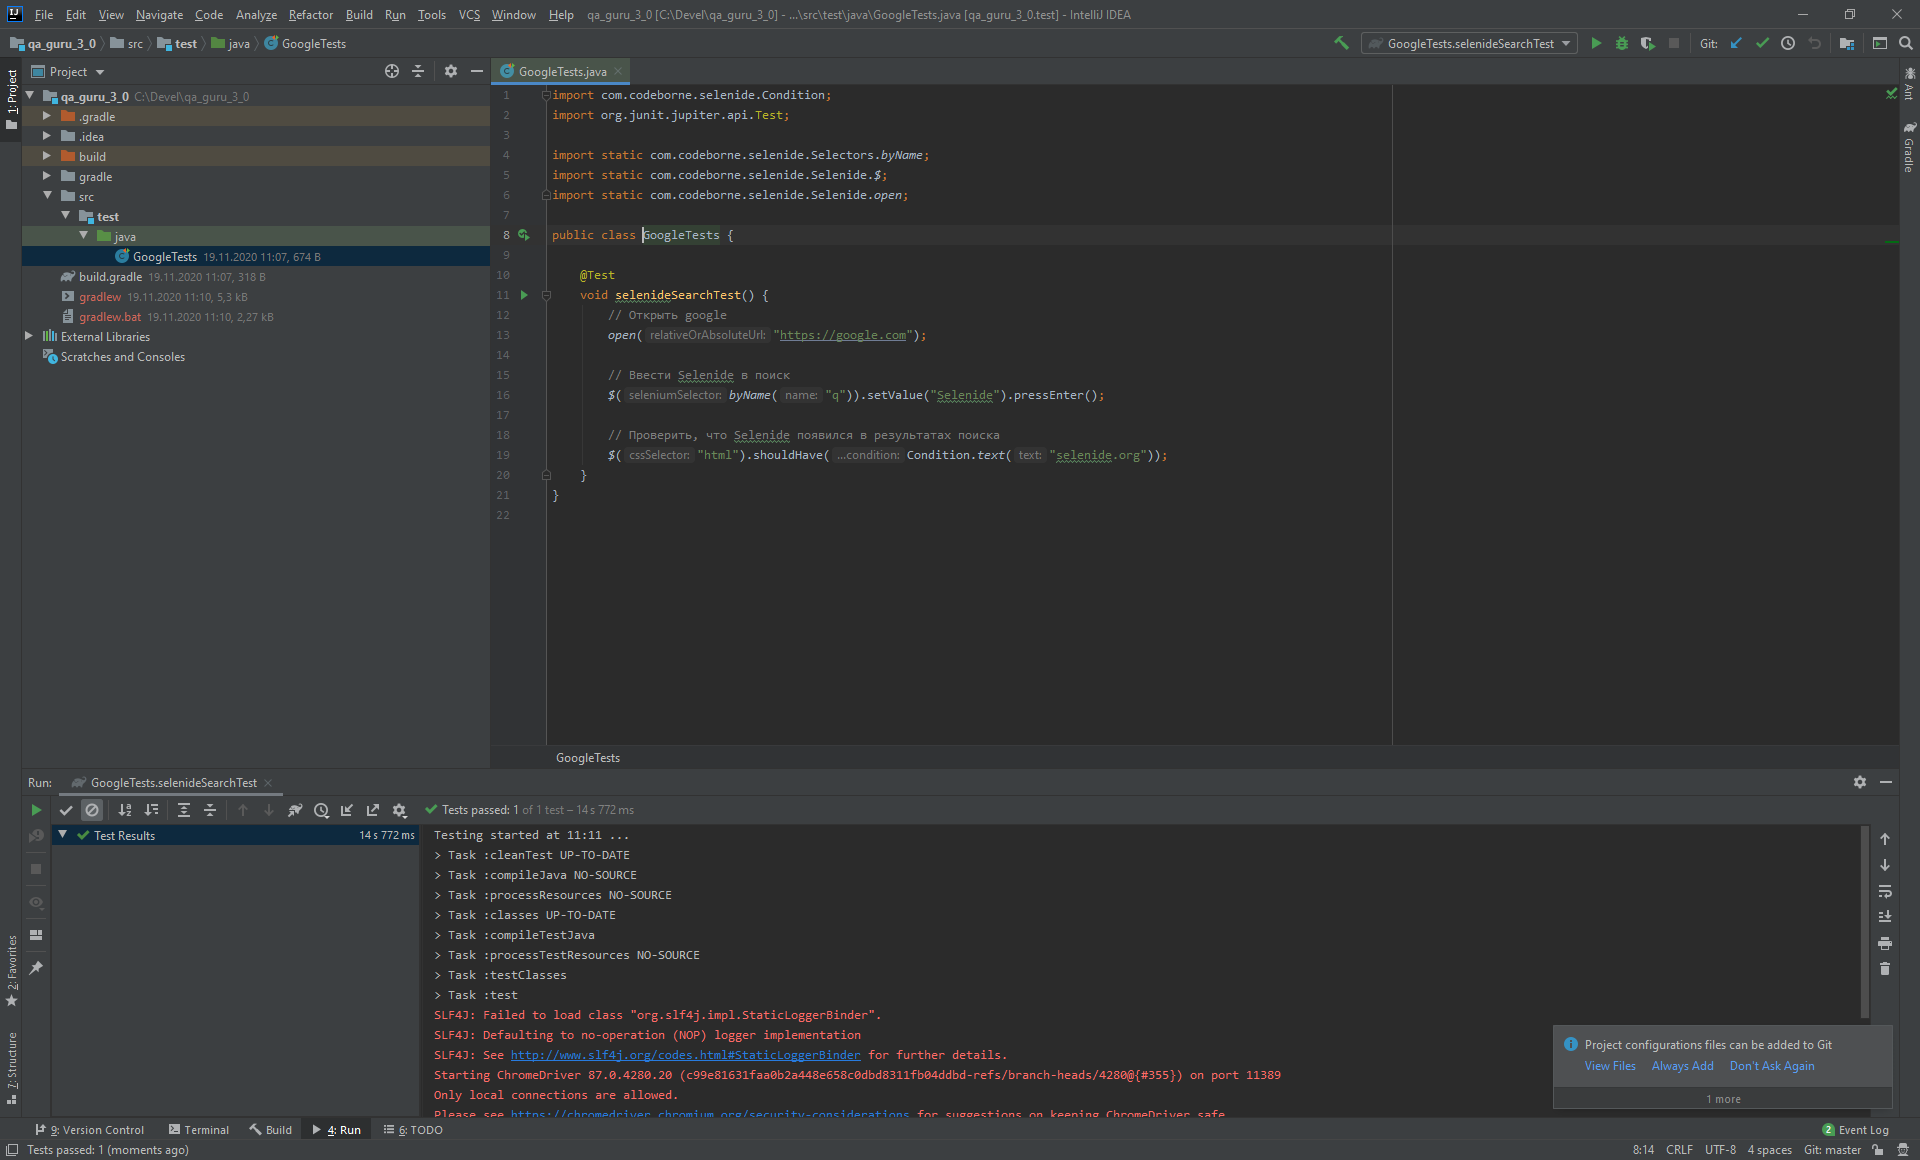 File Edit View Navigate Code Analyze Refactor Build Run Tools VCS Window Help qa_guru_3_0 [C:\Devel\qa_guru_3_0] - ...\src\test\java\GoogleTests.java [qa_guru_3_0.test] - IntelliJ IDEA
qa_guru_3_0 src test java GoogleTests
GoogleTests.selenideSearchTest Git:
1: Project
Project
qa_guru_3_0 C:\Devel\qa_guru_3_0
.gradle
.idea
build
gradle
src
test
java
GoogleTests 19.11.2020 11:07, 674 B
build.gradle 19.11.2020 11:07, 318 B
gradlew 19.11.2020 11:10, 5,3 kB
gradlew.bat 19.11.2020 11:10, 2,27 kB
External Libraries
Scratches and Consoles
GoogleTests.java
1 import com.codeborne.selenide.Condition;
2 import org.junit.jupiter.api.Test;
3
4 import static com.codeborne.selenide.Selectors.byName;
5 import static com.codeborne.selenide.Selenide.$;
6 import static com.codeborne.selenide.Selenide.open;
7
8 public class GoogleTests {
9
10 @Test
11 void selenideSearchTest() {
12 // Открыть google
13 open( relativeOrAbsoluteUrl: "https://google.com");
14
15 // Ввести Selenide в поиск
16 $( seleniumSelector: byName( name: "q")).setValue("Selenide").pressEnter();
17
18 // Проверить, что Selenide появился в результатах поиска
19 $( cssSelector: "html").shouldHave( ...condition: Condition.text( text: "selenide.org"));
20 }
21 }
22
GoogleTests
Ant
Gradle
Run: GoogleTests.selenideSearchTest
Tests passed: 1 of 1 test – 14 s 772 ms
Test Results 14 s 772 ms
Testing started at 11:11 ...
> Task :cleanTest UP-TO-DATE
> Task :compileJava NO-SOURCE
> Task :processResources NO-SOURCE
> Task :classes UP-TO-DATE
> Task :compileTestJava
> Task :processTestResources NO-SOURCE
> Task :testClasses
> Task :test
SLF4J: Failed to load class "org.slf4j.impl.StaticLoggerBinder".
SLF4J: Defaulting to no-operation (NOP) logger implementation
SLF4J: See http://www.slf4j.org/codes.html#StaticLoggerBinder for further details.
Starting ChromeDriver 87.0.4280.20 (c99e81631faa0b2a448e658c0dbd8311fb04ddbd-refs/branch-heads/4280@{#355}) on port 11389
Only local connections are allowed.
Please see https://chromedriver.chromium.org/security-considerations for suggestions on keeping ChromeDriver safe
2: Favorites
7: Structure
Project configurations files can be added to Git
View Files Always Add Don't Ask Again
1 more
9: Version Control Terminal Build 4: Run 6: TODO
2 Event Log
Tests passed: 1 (moments ago)
8:14 CRLF UTF-8 4 spaces Git: master